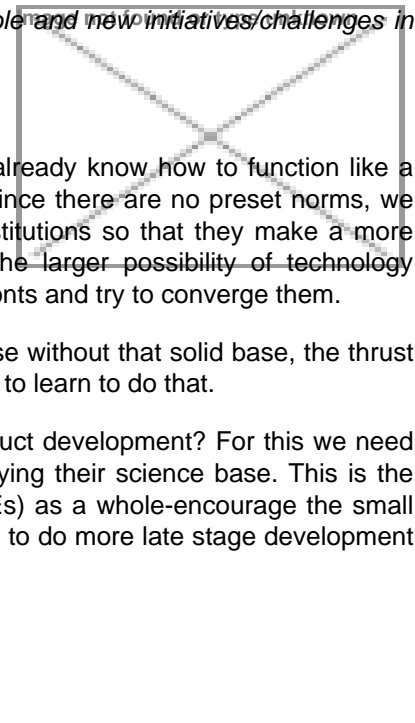 ole and new initiatives/challenges in
already know how to function like a
ince there are no preset norms, we
stitutions so that they make a more
he larger possibility of technology
onts and try to converge them.
se without that solid base, the thrust
to learn to do that.
uct development? For this we need
ying their science base. This is the
Es) as a whole-encourage the small
to do more late stage development